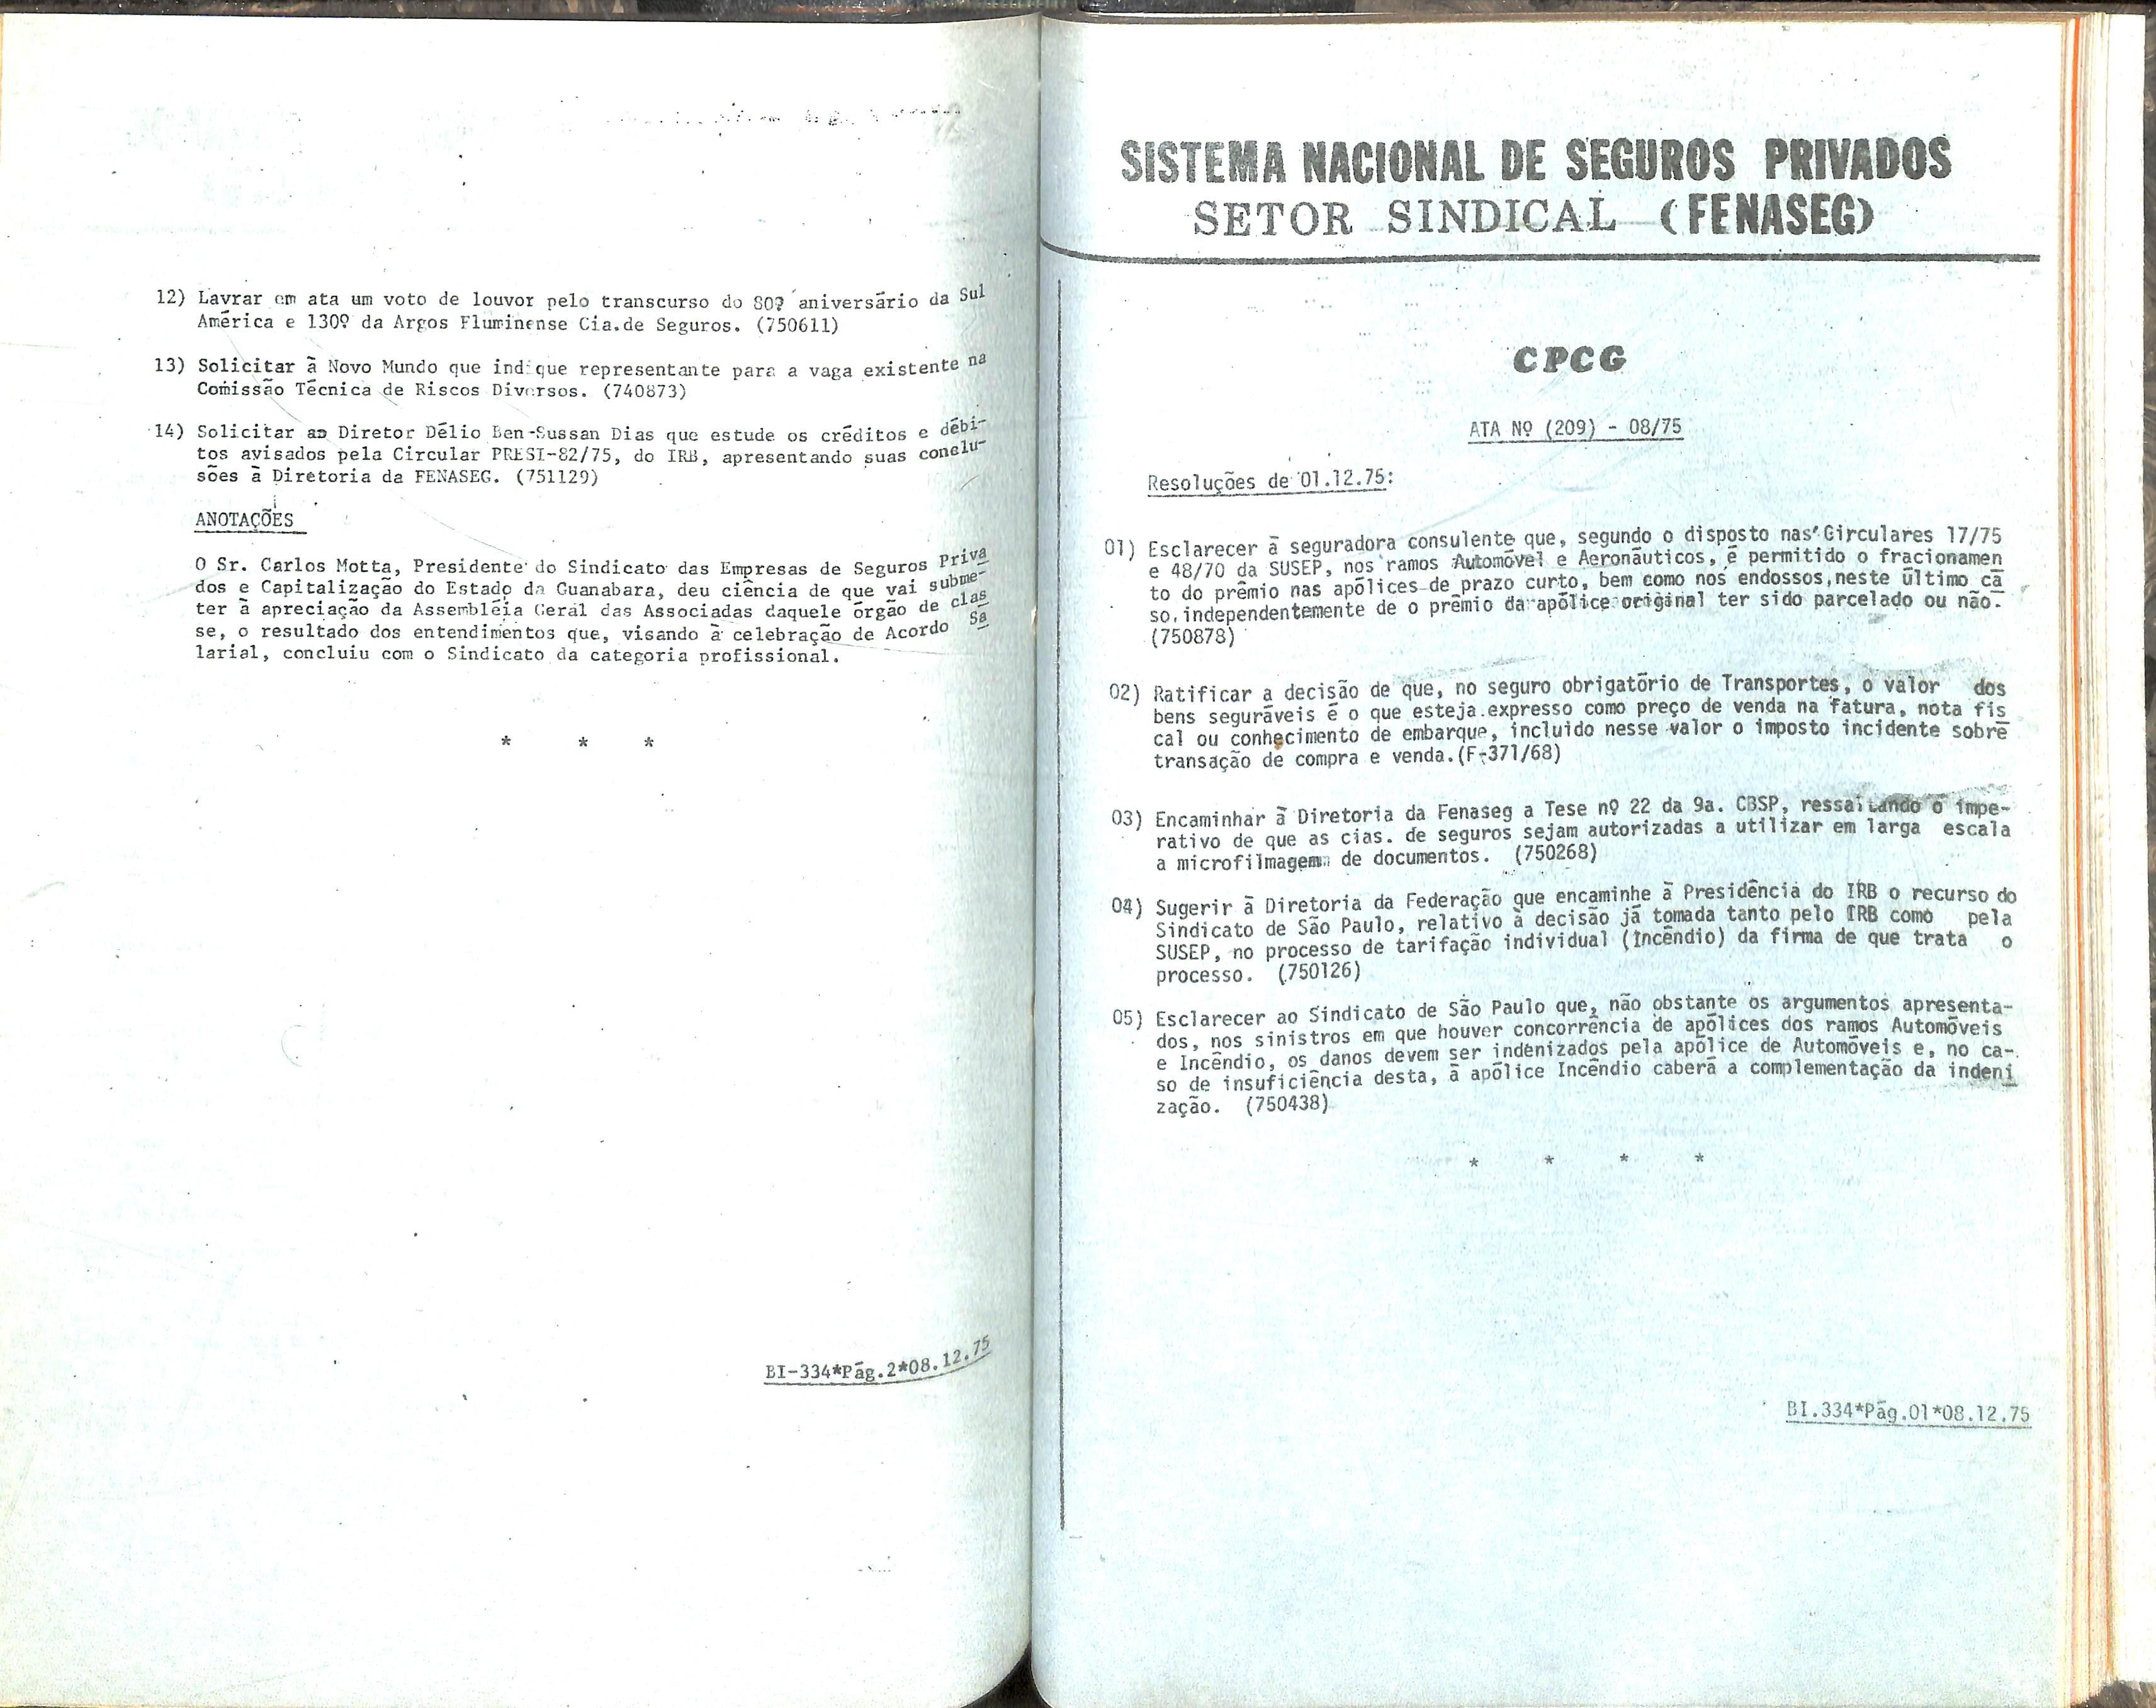 12) Lavrar em ata um voto de louvor pelo transcurso do 80º aniversário da Sul
América e 130º da Argos Fluminense Cia.de Seguros. (750611)
13) Solicitar à Novo Mundo que indique representante para a vaga existente na
Comissão Técnica de Riscos Diversos. (740873)
14) Solicitar ao Diretor Délio Ben-Sussan Dias que estude os créditos e débi-
tos avisados pela Circular PRESI-82/75, do IRB, apresentando suas conclu-
sões à Diretoria da FENASEG. (751129)
ANOTAÇÕES
O Sr. Carlos Motta, Presidente do Sindicato das Empresas de Seguros Priva
dos e Capitalização do Estado da Guanabara, deu ciência de que vai subme-
ter à apreciação da Assembléia Geral das Associadas daquele órgão de clas
se, o resultado dos entendimentos que, visando à celebração de Acordo Sa
larial, concluiu com o Sindicato da categoria profissional.
* * *
BI-334*Pág.2*08.12.75
SISTEMA NACIONAL DE SEGUROS PRIVADOS
SETOR SINDICAL (FENASEG)
CPCG
ATA Nº (209) - 08/75
Resoluções de 01.12.75:
01) Esclarecer à seguradora consulente que, segundo o disposto nas Circulares 17/75
e 48/70 da SUSEP, nos ramos Automóvel e Aeronáuticos, é permitido o fracionamen
to do prêmio nas apólices de prazo curto, bem como nos endossos, neste último ca
so, independentemente de o prêmio da apólice original ter sido parcelado ou não.
(750878)
02) Ratificar a decisão de que, no seguro obrigatório de Transportes, o valor dos
bens seguráveis é o que esteja expresso como preço de venda na fatura, nota fis
cal ou conhecimento de embarque, incluido nesse valor o imposto incidente sobre
transação de compra e venda.(F-371/68)
03) Encaminhar à Diretoria da Fenaseg a Tese nº 22 da 9a. CBSP, ressaltando o impe-
rativo de que as cias. de seguros sejam autorizadas a utilizar em larga escala
a microfilmagem de documentos. (750268)
04) Sugerir à Diretoria da Federação que encaminhe à Presidência do IRB o recurso do
Sindicato de São Paulo, relativo à decisão já tomada tanto pelo IRB como pela
SUSEP, no processo de tarifação individual (Incêndio) da firma de que trata o
processo. (750126)
05) Esclarecer ao Sindicato de São Paulo que, não obstante os argumentos apresenta-
dos, nos sinistros em que houver concorrência de apólices dos ramos Automóveis
e Incêndio, os danos devem ser indenizados pela apólice de Automóveis e, no ca-
so de insuficiência desta, à apólice Incêndio caberá a complementação da indeni
zação. (750438)
* * * *
BI.334*Pág.01*08.12.75